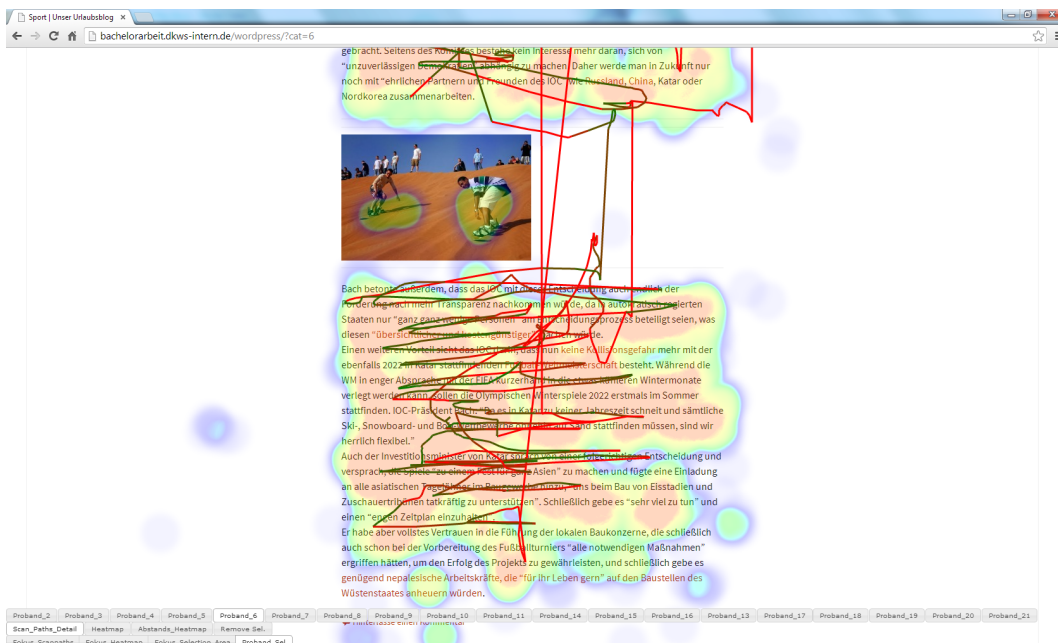 Sport | Unser Urlaubsblog
bachelorarbeit.dkws-intern.de/wordpress/?cat=6
gebracht. Seitens des Komitees bestehe kein Interesse mehr daran, sich von
"unzuverlässigen Demokratien" abhängig zu machen. Daher werde man in Zukunft nur
noch mit "ehrlichen Partnern und Freunden des IOC" wie Russland, China, Katar oder
Nordkorea zusammenarbeiten.
Bach betonte außerdem, dass das IOC mit dieser Entscheidung auch endlich der
Forderung nach mehr Transparenz nachkommen würde, da in autokratisch regierten
Staaten nur "ganz ganz wenige Personen" am Entscheidungsprozess beteiligt seien, was
diesen "übersichtlicher und kostengünstiger" machen würde.
Einen weiteren Vorteil sieht das IOC darin, dass nun keine Kollisionsgefahr mehr mit der
ebenfalls 2022 in Katar stattfindenden Fußballweltmeisterschaft besteht. Während die
WM in enger Absprache mit der FIFA kurzerhand in die etwas kühleren Wintermonate
verlegt werden kann, sollen die Olympischen Winterspiele 2022 erstmals im Sommer
stattfinden. IOC-Präsident Bach: "Da es in Katar zu keiner Jahreszeit schneit und sämtliche
Ski-, Snowboard- und Bob-Wettbewerbe ohnehin auf Sand stattfinden müssen, sind wir
herrlich flexibel."
Auch der Investitionsminister von Katar sprach von einer folgerichtigen Entscheidung und
versprach, die Spiele "zu einem Fest für ganz Asien" zu machen und fügte eine Einladung
an alle asiatischen Tagelöhner im Baugewerbe hinzu, "uns beim Bau von Eisstadien und
Zuschauertribünen tatkräftig zu unterstützen". Schließlich gebe es "sehr viel zu tun" und
einen "engen Zeitplan einzuhalten".
Er habe aber vollstes Vertrauen in die Führung der lokalen Baukonzerne, die schließlich
auch schon bei der Vorbereitung des Fußballturniers "alle notwendigen Maßnahmen"
ergriffen hätten, um den Erfolg des Projekts zu gewährleisten, und schließlich gebe es
genügend nepalesische Arbeitskräfte, die "für ihr Leben gern" auf den Baustellen des
Wüstenstaates anheuern würden.
Proband_2 Proband_3 Proband_4 Proband_5 Proband_6 Proband_7 Proband_8 Proband_9 Proband_10 Proband_11 Proband_14 Proband_15 Proband_16 Proband_13 Proband_18 Proband_19 Proband_20 Proband_21
Hinterlasse einen Kommentar
Scan_Paths_Detail Heatmap Abstands_Heatmap Remove Sel.
Fokus_Scanpaths Fokus_Heatmap Fokus_Selection_Area Proband_Sel